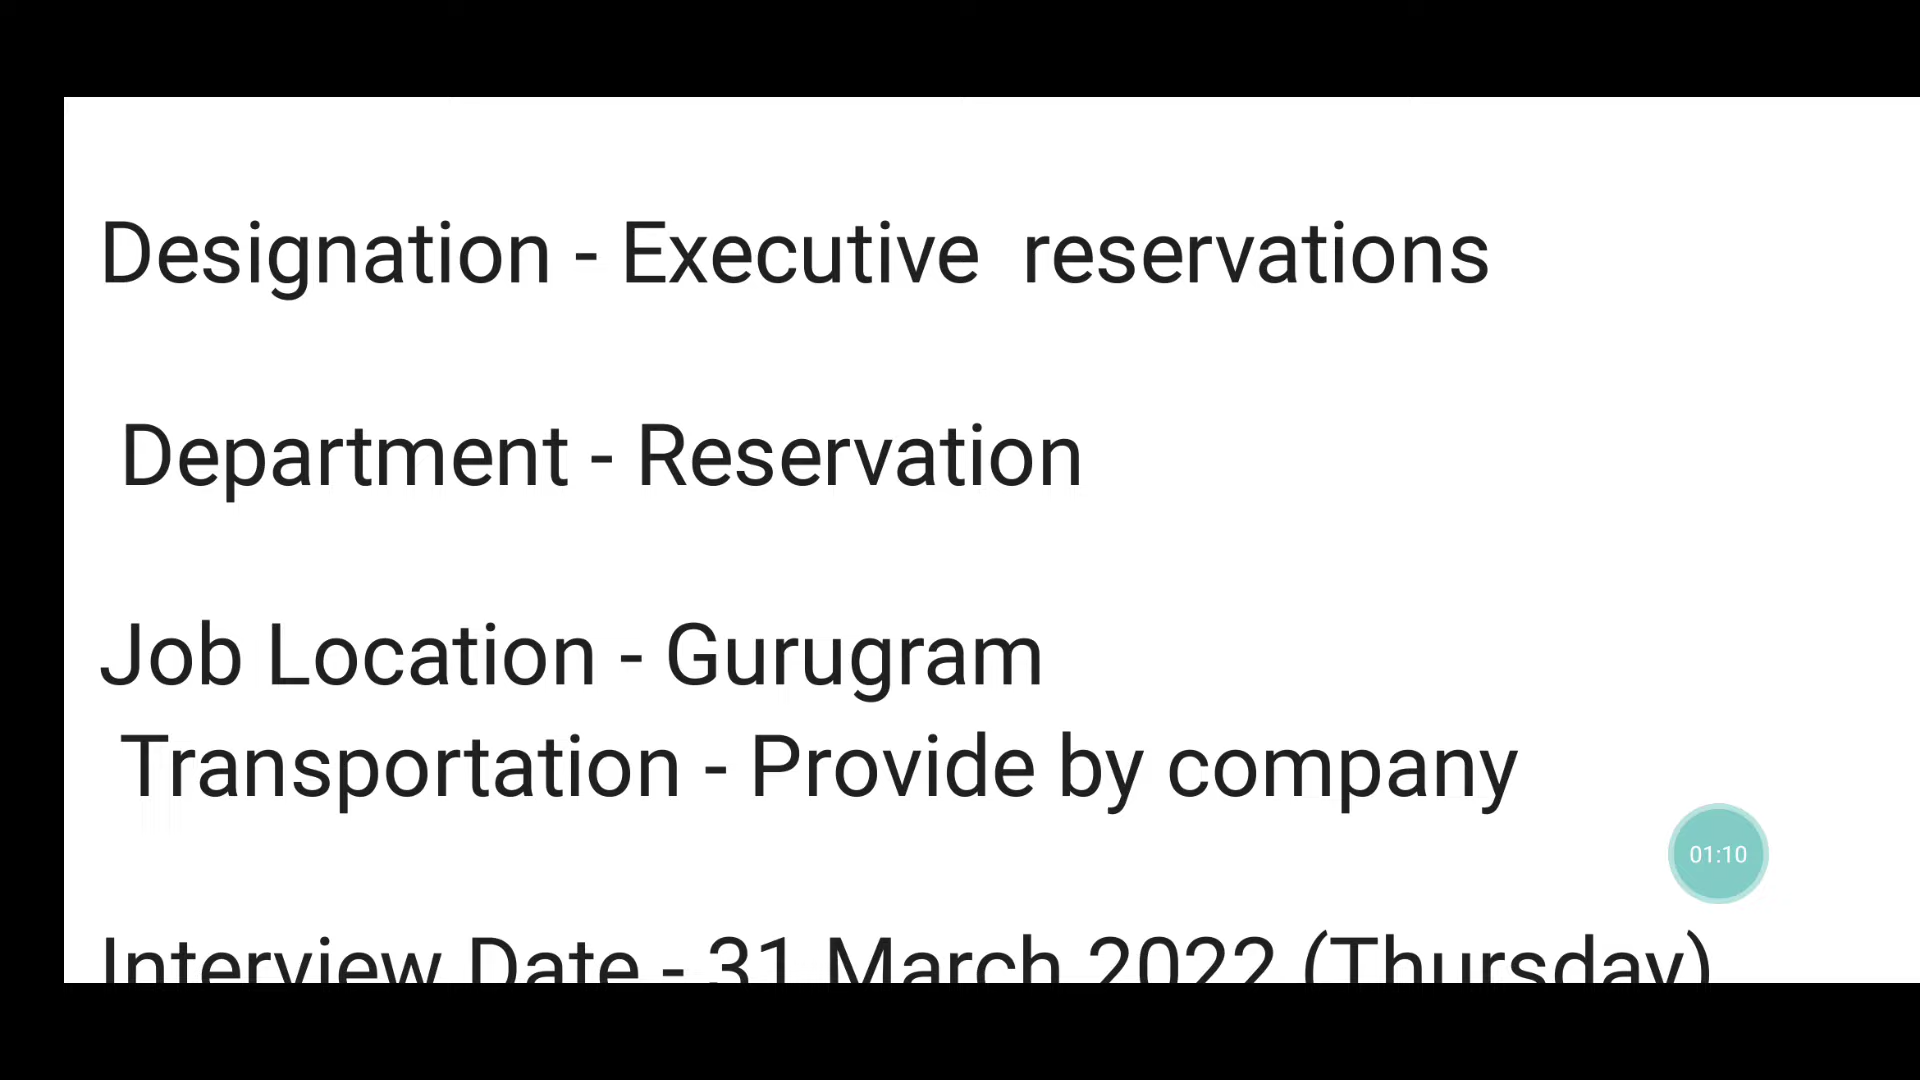 Designation - Executive  reservations
Department - Reservation
Job Location - Gurugram
Transportation - Provide by company
01:10
Interview Date - 31 March 2022 (Thursday)